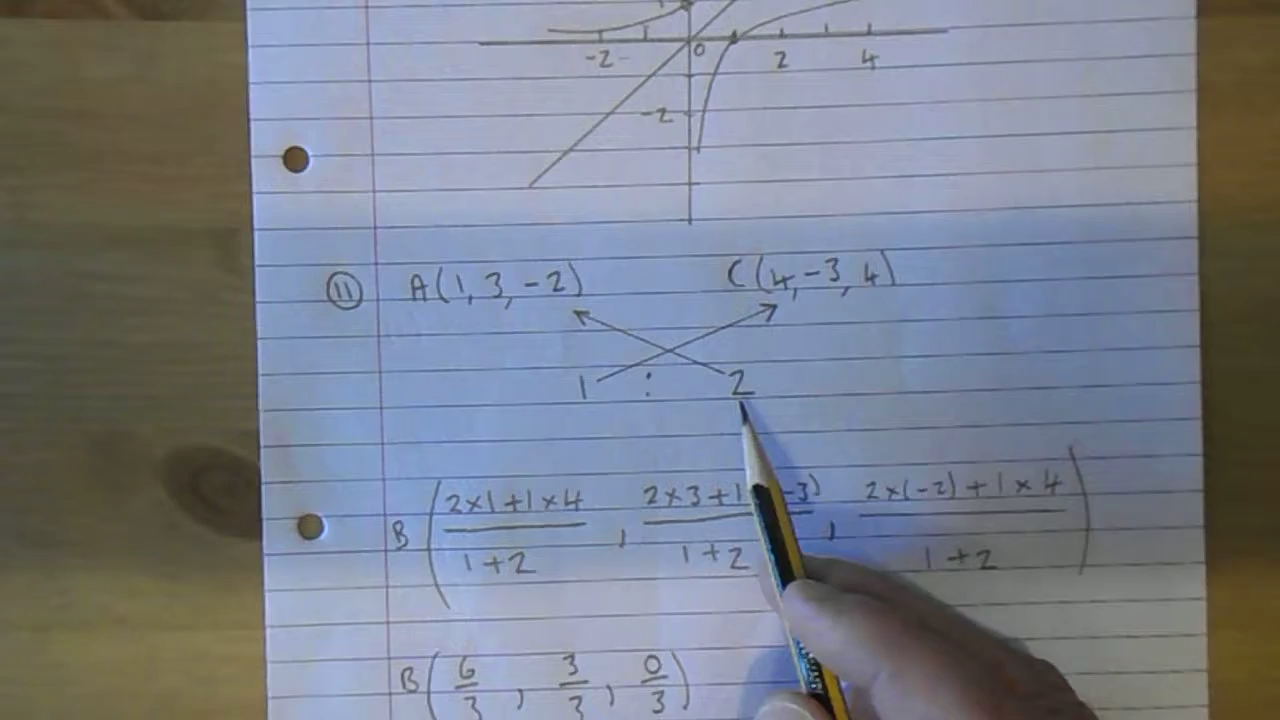 -2 0 2 4
-2
11 A(1, 3, -2) C(4, -3, 4)
1 : 2
B (2×1+1×4/1+2, 2×3+1 -3)/1+2, 2×(-2)+1×4/1+2)
B (6/3, 3/3, 0/3)